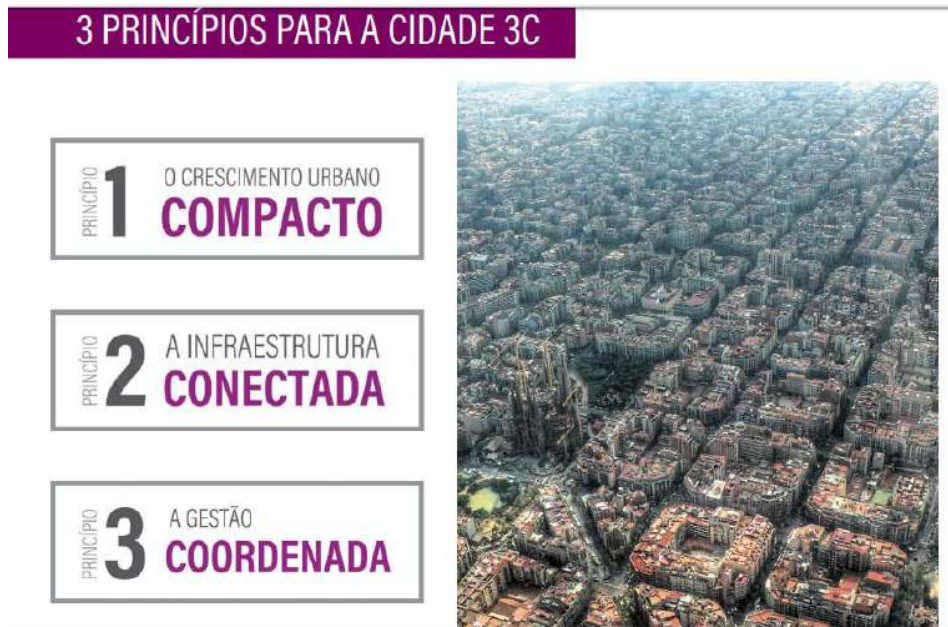 3 PRINCÍPIOS PARA A CIDADE 3C
PRINCÍPIO 1
O CRESCIMENTO URBANO
COMPACTO
PRINCÍPIO 2
A INFRAESTRUTURA
CONECTADA
PRINCÍPIO 3
A GESTÃO
COORDENADA